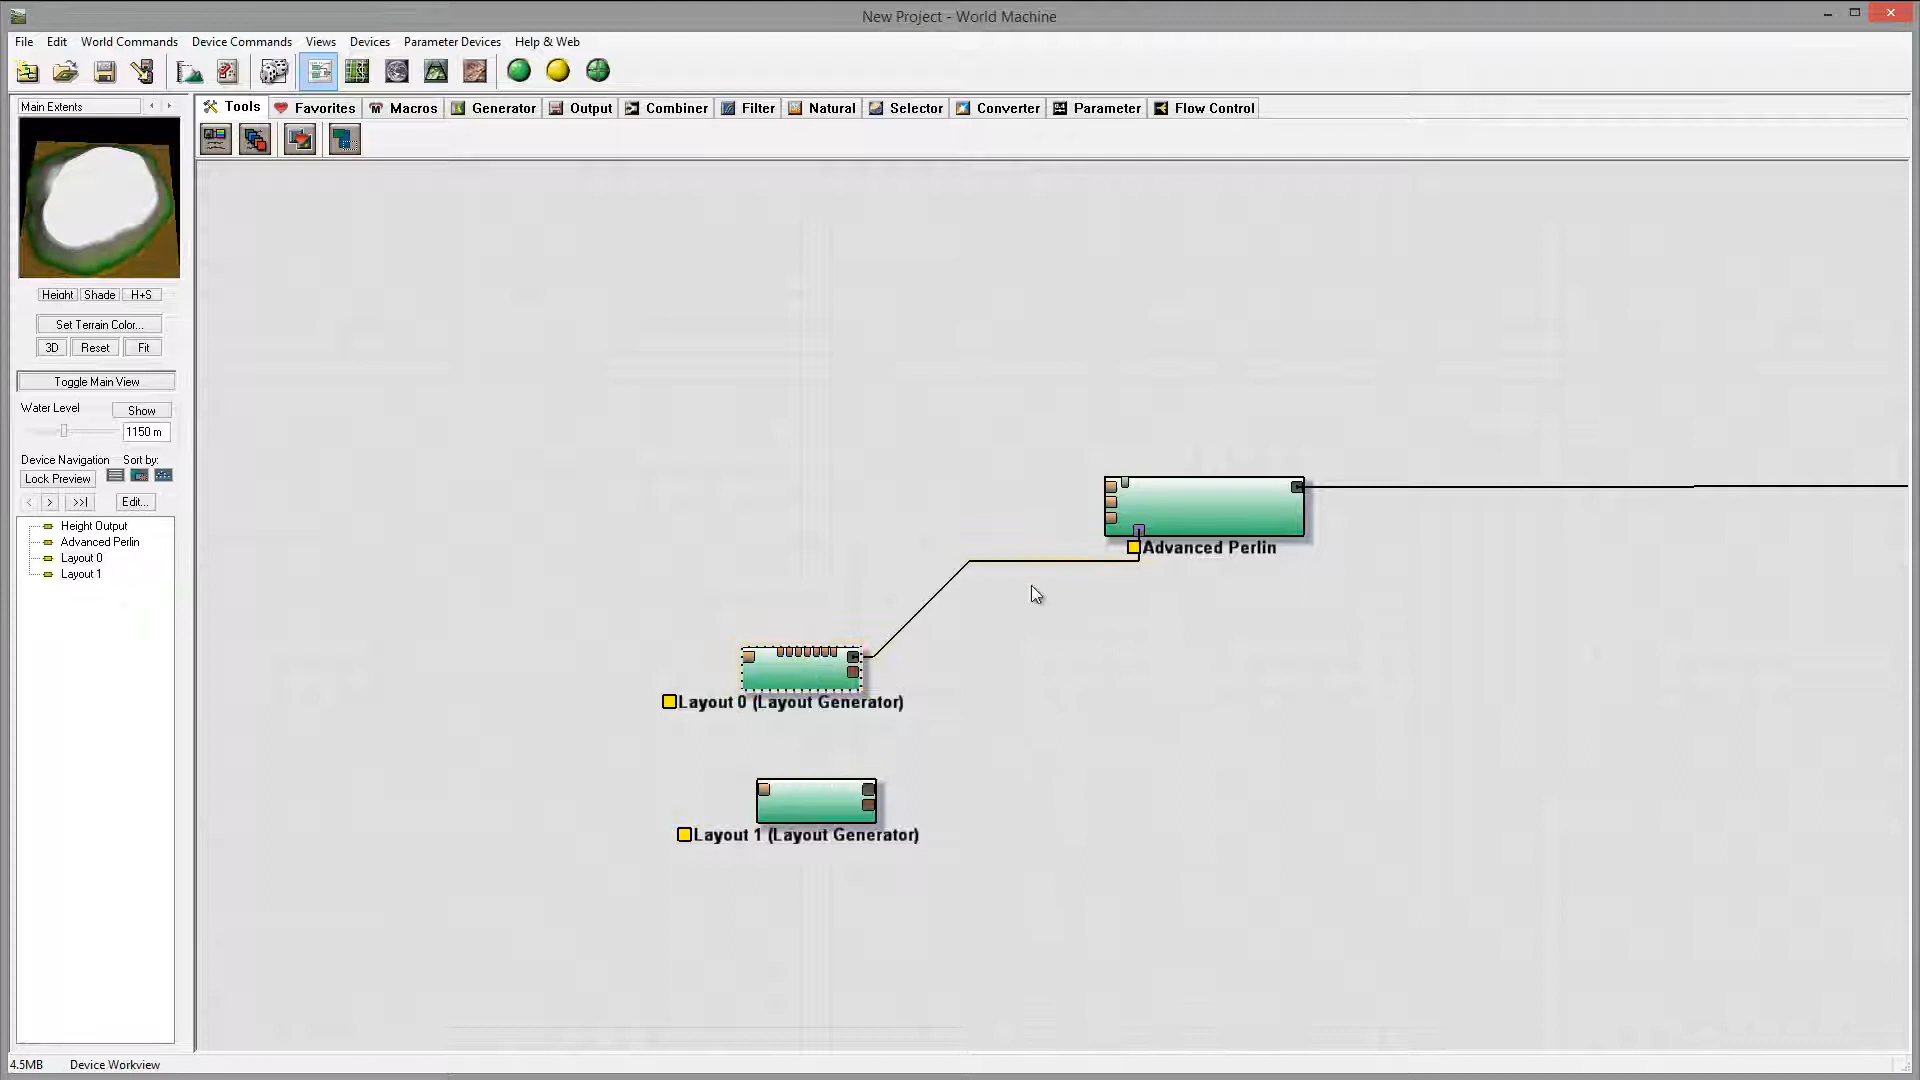 New Project - World Machine
File Edit World Commands Device Commands Views Devices Parameter Devices Help & Web
Main Extents
Tools Favorites Macros Generator Output Combiner Filter Natural Selector Converter Parameter Flow Control
Height Shade H+S
Set Terrain Color...
3D Reset Fit
Toggle Main View
Water Level Show
1150 m
Device Navigation Sort by:
Lock Preview
< > >>| Edit...
Height Output
Advanced Perlin
Layout 0
Layout 1
Advanced Perlin
Layout 0 (Layout Generator)
Layout 1 (Layout Generator)
4.5MB Device Workview